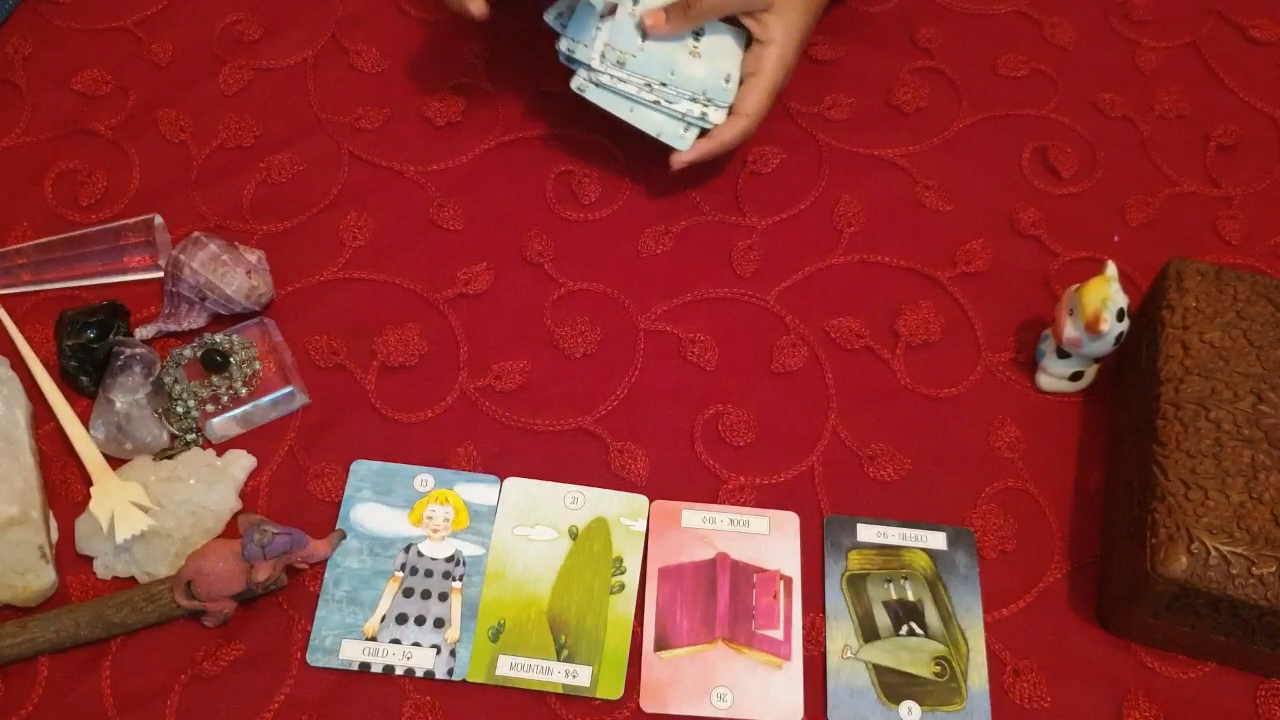 13
CHILD • J♤
21
MOUNTAIN • 8♧
BOOK • 10♢
26
COFFIN • 9♢
8